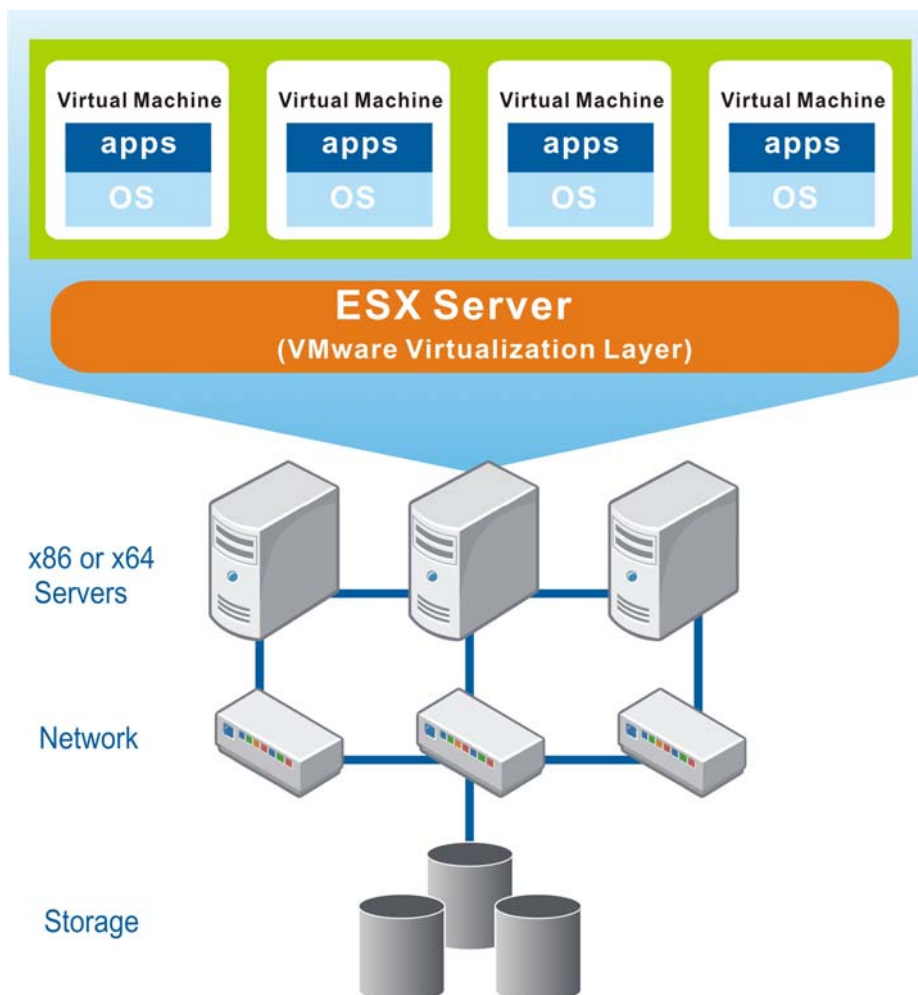 Virtual Machine
apps
OS
Virtual Machine
apps
OS
Virtual Machine
apps
OS
Virtual Machine
apps
OS
ESX Server
(VMware Virtualization Layer)
x86 or x64
Servers
Network
Storage